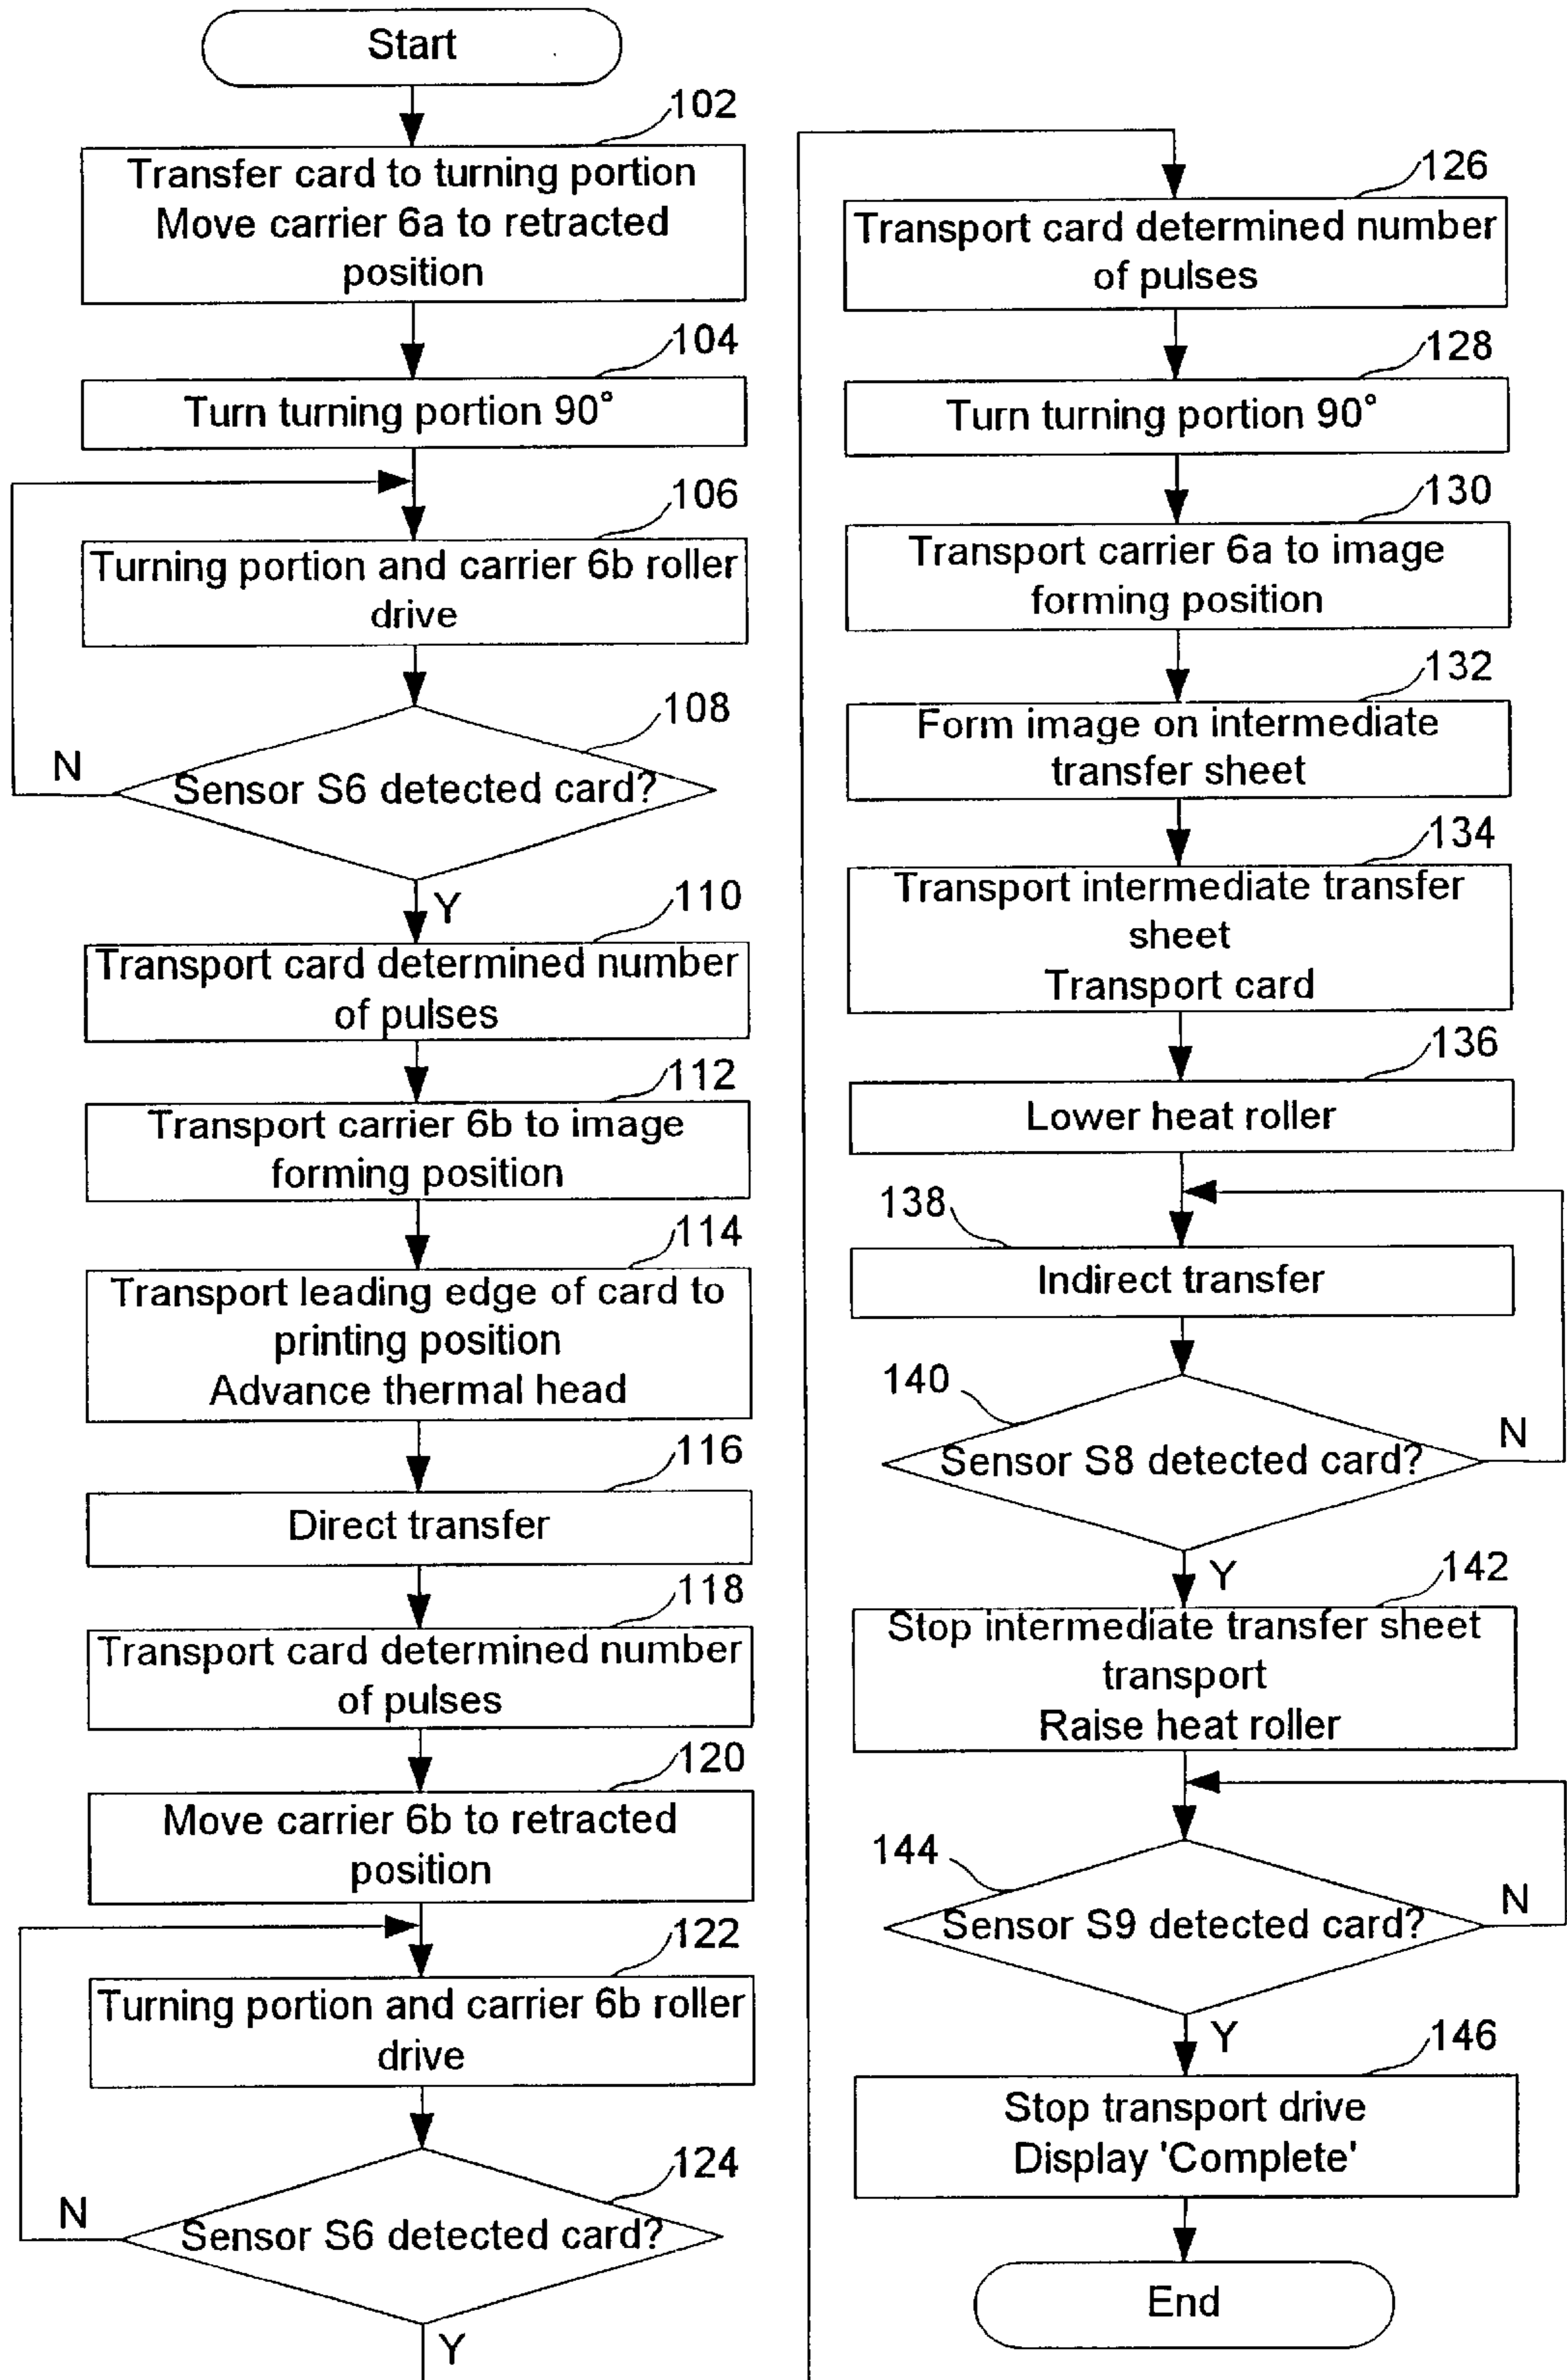 Start
102
Transfer card to turning portion
Move carrier 6a to retracted
position
104
Turn turning portion 90°
106
Turning portion and carrier 6b roller
drive
108
Sensor S6 detected card?
N
Y
110
Transport card determined number
of pulses
112
Transport carrier 6b to image
forming position
114
Transport leading edge of card to
printing position
Advance thermal head
116
Direct transfer
118
Transport card determined number
of pulses
120
Move carrier 6b to retracted
position
122
Turning portion and carrier 6b roller
drive
124
Sensor S6 detected card?
N
Y
126
Transport card determined number
of pulses
128
Turn turning portion 90°
130
Transport carrier 6a to image
forming position
132
Form image on intermediate
transfer sheet
134
Transport intermediate transfer
sheet
Transport card
136
Lower heat roller
138
Indirect transfer
140
Sensor S8 detected card?
N
Y
142
Stop intermediate transfer sheet
transport
Raise heat roller
144
Sensor S9 detected card?
N
Y
146
Stop transport drive
Display 'Complete'
End